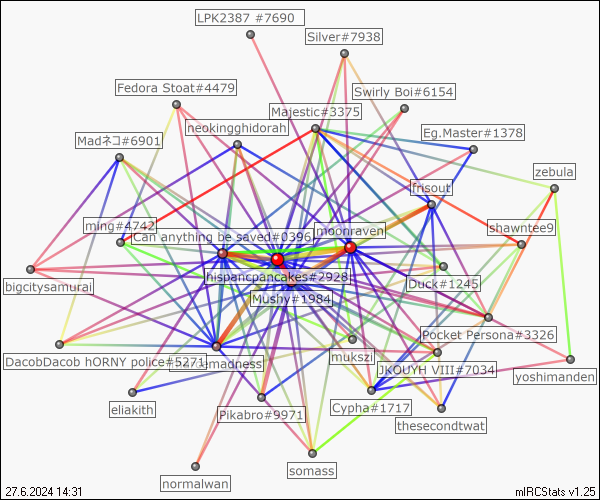 LPK2387 #7690
Silver#7938
Fedora Stoat#4479
Swirly Boi#6154
Majestic#3375
neokingghidorah
Eg.Master#1378
Madネコ#6901
zebula
frisout
ming#4742
moonraven
shawntee9
Can anything be saved#0396
hispancpancakes#2928
bigcitysamurai
Duck#1245
Mushy#1984
Pocket Persona#3326
DacobDacob hORNY police#5271
madness
mukszi
JKOUYH VIII#7034
yoshimanden
eliakith
Pikabro#9971
Cypha#1717
thesecondtwat
somass
normalwan
27.6.2024 14:31
mIRCStats v1.25